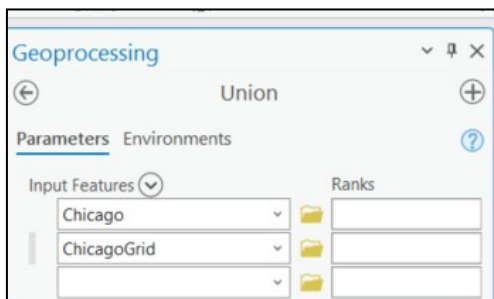 Geoprocessing
Union
Parameters Environments
Input Features Ranks
Chicago
ChicagoGrid